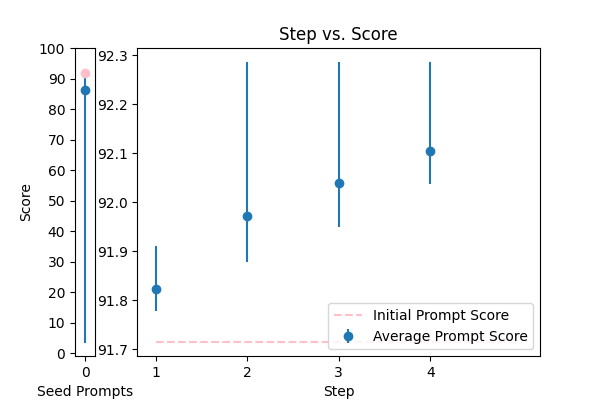 Step vs. Score
Score
100
90
80
70
60
50
40
30
20
10
0
0
Seed Prompts
92.3
92.2
92.1
92.0
91.9
91.8
91.7
1 2 3 4
Step
Initial Prompt Score
Average Prompt Score